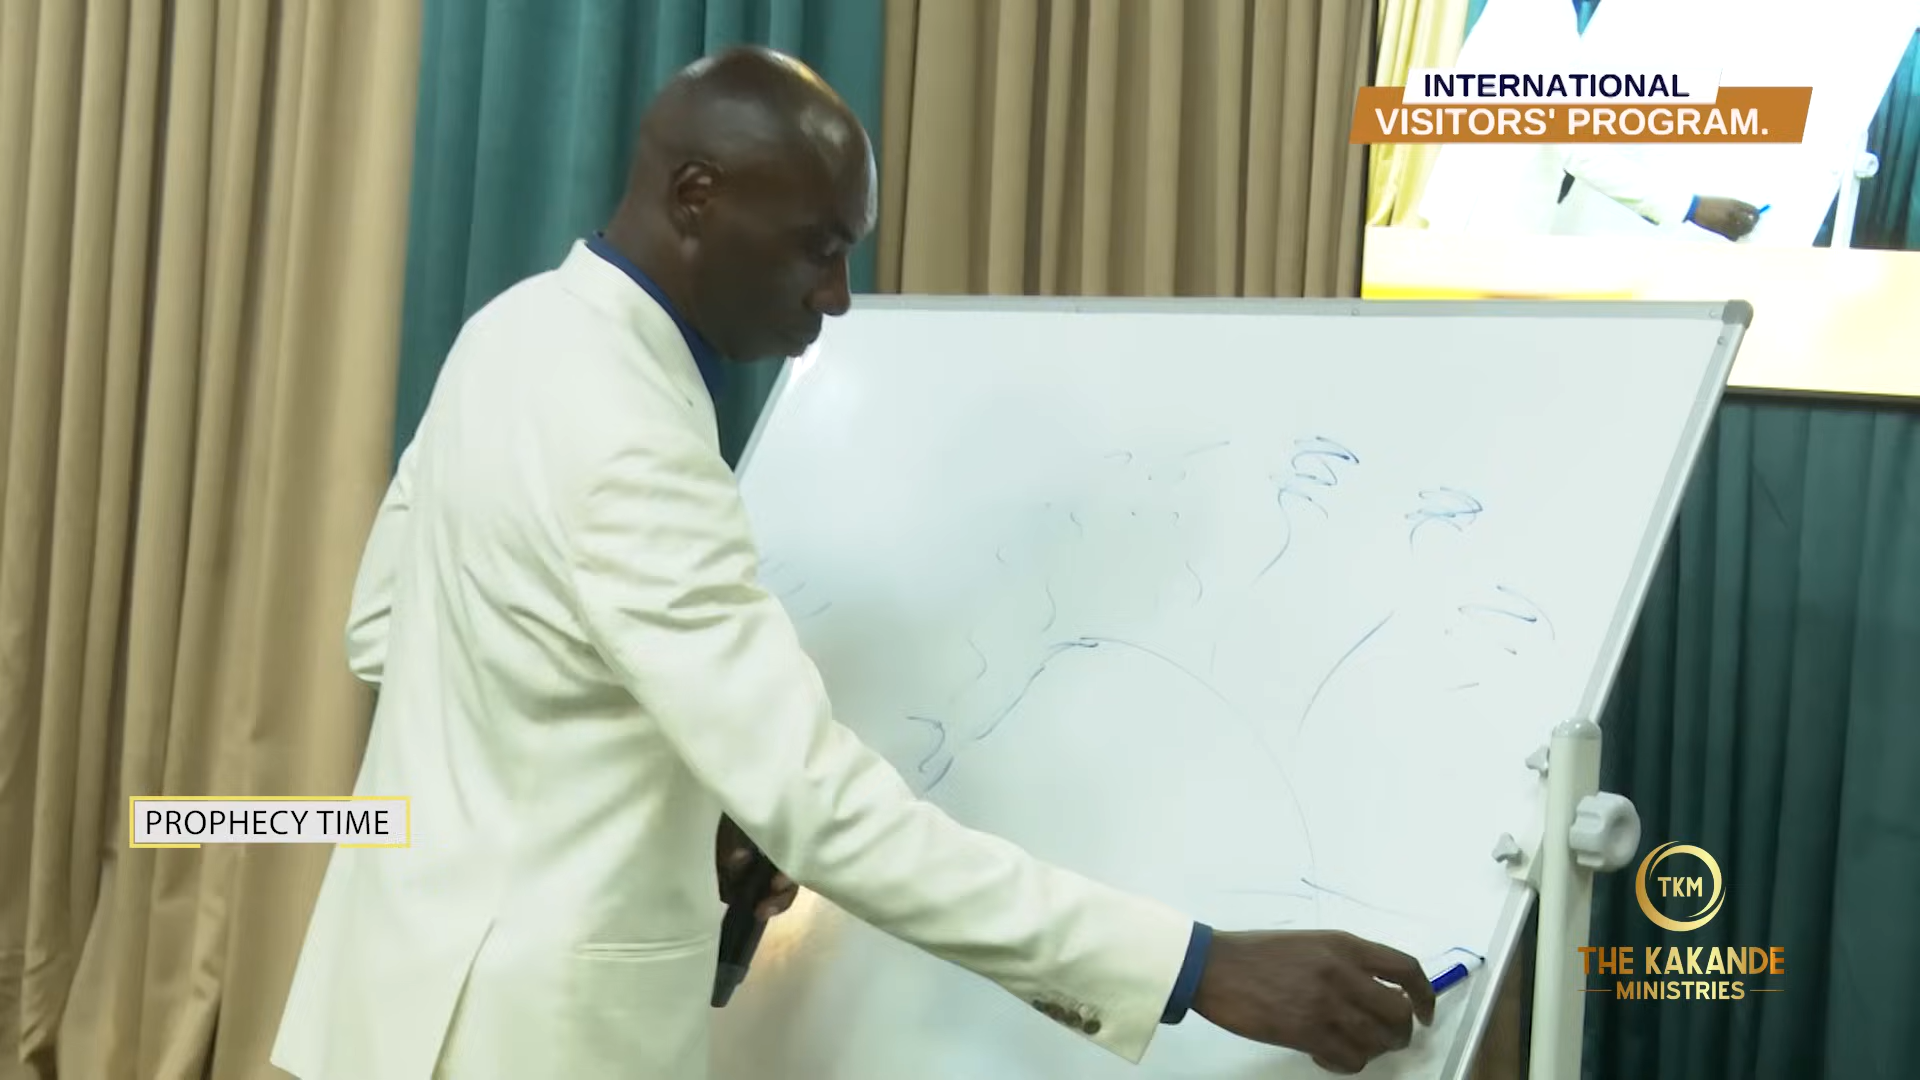 INTERNATIONAL
VISITORS' PROGRAM.
PROPHECY TIME
TKM
THE KAKANDE
MINISTRIES